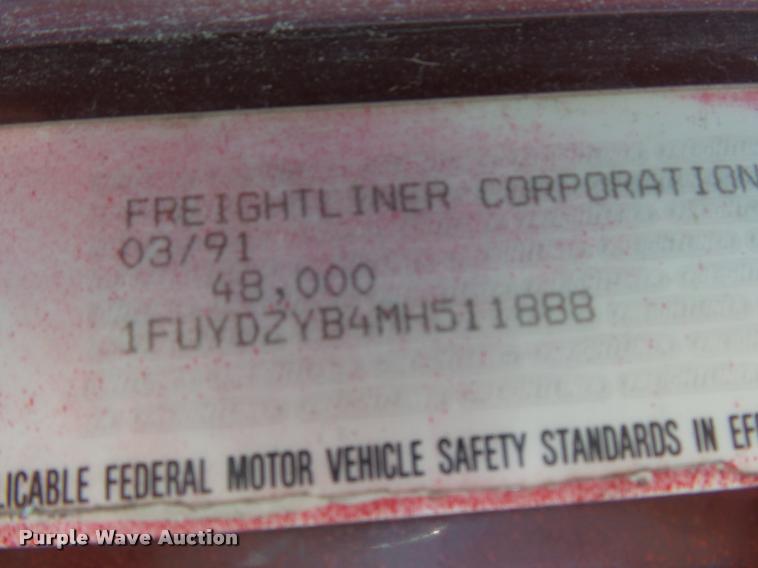 FREIGHTLINER CORPORATION
03/91
48,000
1FUYDZYB4MH511888
LICABLE FEDERAL MOTOR VEHICLE SAFETY STANDARDS IN EF
Purple Wave Auction